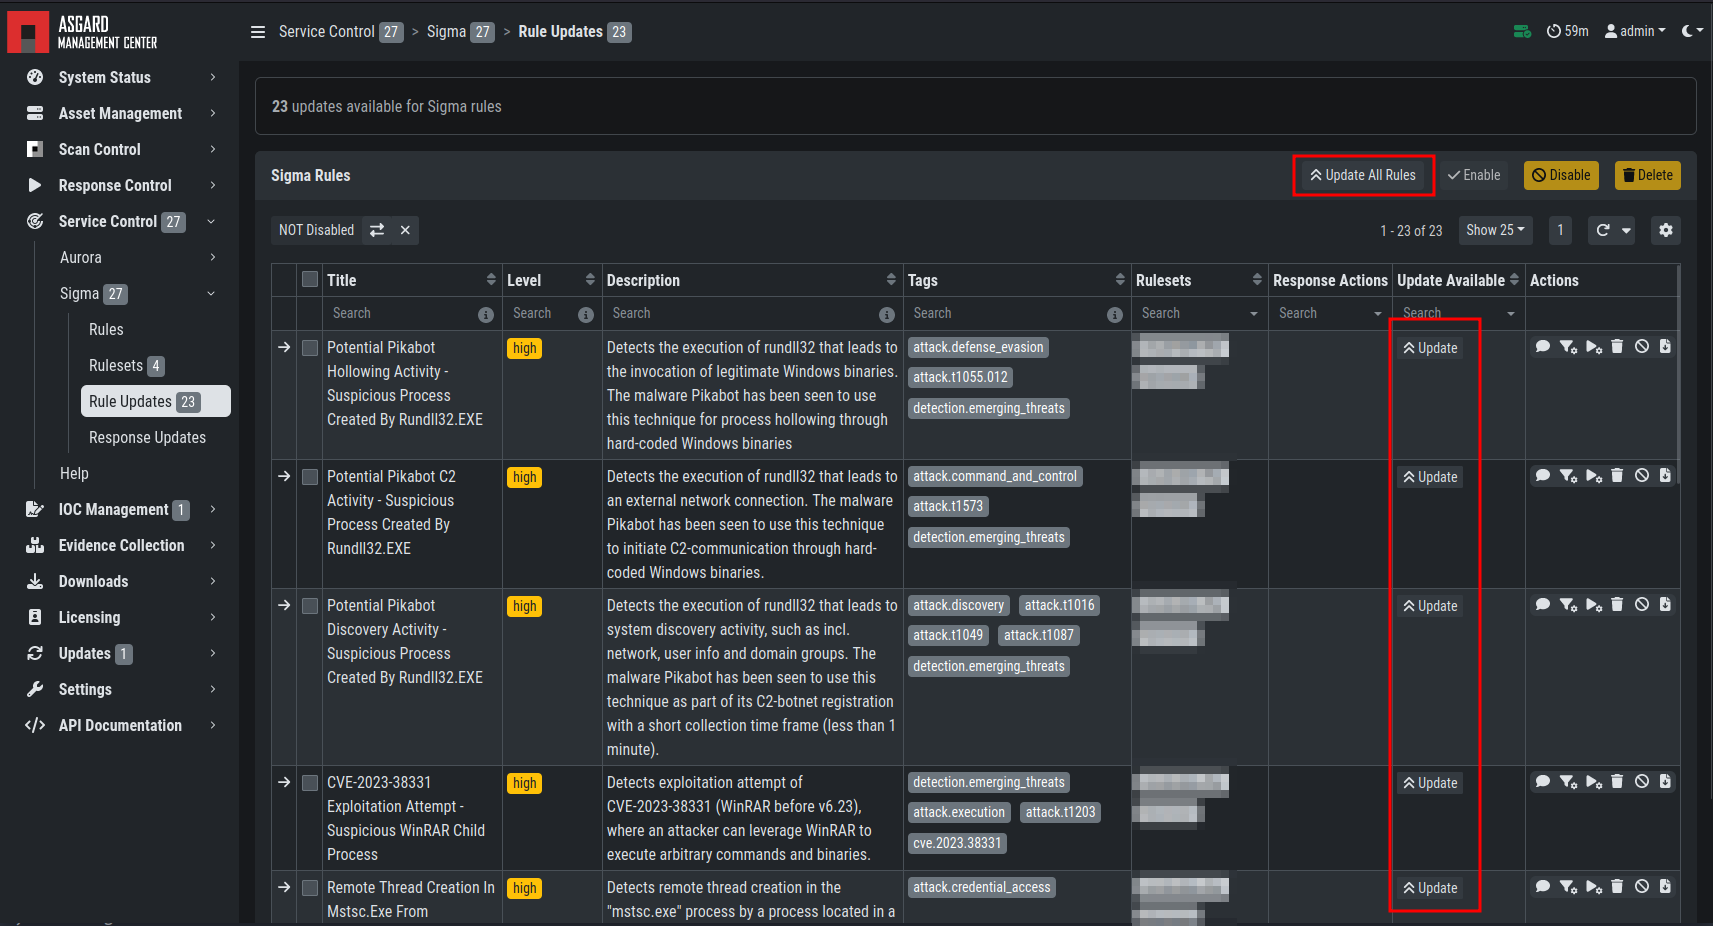 ASGARD
MANAGEMENT CENTER
Service Control 27 > Sigma 27 > Rule Updates 23
59m
admin
System Status
Asset Management
Scan Control
Response Control
Service Control 27
Aurora
Sigma 27
Rules
Rulesets 4
Rule Updates 23
Response Updates
Help
IOC Management 1
Evidence Collection
Downloads
Licensing
Updates 1
Settings
API Documentation
23 updates available for Sigma rules
Sigma Rules
Update All Rules
Enable
Disable
Delete
NOT Disabled
1 - 23 of 23
Show 25
1
Title Level Description Tags Rulesets Response Actions Update Available Actions
Search Search Search Search Search Search Search
Potential Pikabot
Hollowing Activity -
Suspicious Process
Created By Rundll32.EXE
high
Detects the execution of rundll32 that leads to
the invocation of legitimate Windows binaries.
The malware Pikabot has been seen to use
this technique for process hollowing through
hard-coded Windows binaries
attack.defense_evasion
attack.t1055.012
detection.emerging_threats
Update
Potential Pikabot C2
Activity - Suspicious
Process Created By
Rundll32.EXE
high
Detects the execution of rundll32 that leads to
an external network connection. The malware
Pikabot has been seen to use this technique
to initiate C2-communication through hard-
coded Windows binaries.
attack.command_and_control
attack.t1573
detection.emerging_threats
Update
Potential Pikabot
Discovery Activity -
Suspicious Process
Created By Rundll32.EXE
high
Detects the execution of rundll32 that leads to
system discovery activity, such as incl.
network, user info and domain groups. The
malware Pikabot has been seen to use this
technique as part of its C2-botnet registration
with a short collection time frame (less than 1
minute).
attack.discovery attack.t1016
attack.t1049 attack.t1087
detection.emerging_threats
Update
CVE-2023-38331
Exploitation Attempt -
Suspicious WinRAR Child
Process
high
Detects exploitation attempt of
CVE-2023-38331 (WinRAR before v6.23),
where an attacker can leverage WinRAR to
execute arbitrary commands and binaries.
detection.emerging_threats
attack.execution attack.t1203
cve.2023.38331
Update
Remote Thread Creation In
Mstsc.Exe From
high
Detects remote thread creation in the
"mstsc.exe" process by a process located in a
attack.credential_access
Update